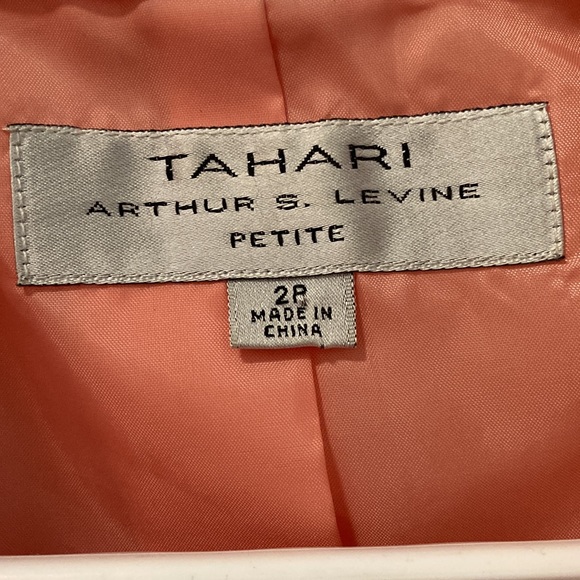 TAHARI
ARTHUR S. LEVINE
PETITE
2P
MADE IN
CHINA